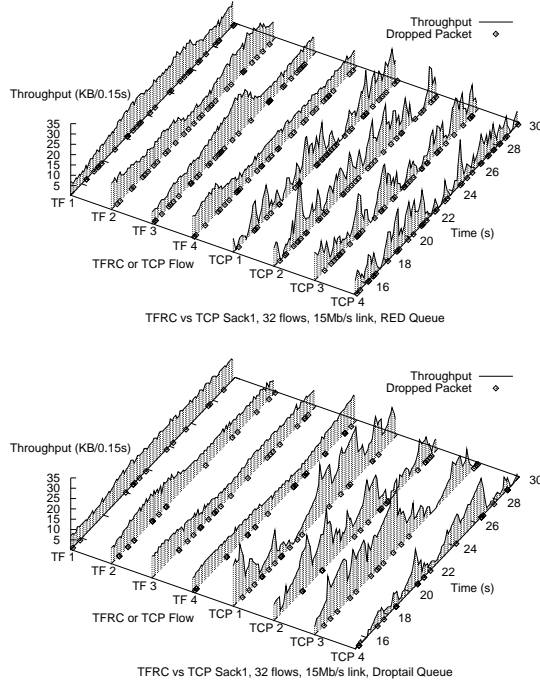 Throughput
Dropped Packet
Throughput (KB/0.15s)
35
30
25
20
15
10
5
TF 1
TF 2
TF 3
TF 4
TCP 1
TCP 2
TCP 3
TCP 4
16
18
20
22
24
26
28
30
Time (s)
TFRC or TCP Flow
TFRC vs TCP Sack1, 32 flows, 15Mb/s link, RED Queue
Throughput
Dropped Packet
Throughput (KB/0.15s)
35
30
25
20
15
10
5
TF 1
TF 2
TF 3
TF 4
TCP 1
TCP 2
TCP 3
TCP 4
16
18
20
22
24
26
28
30
Time (s)
TFRC or TCP Flow
TFRC vs TCP Sack1, 32 flows, 15Mb/s link, Droptail Queue